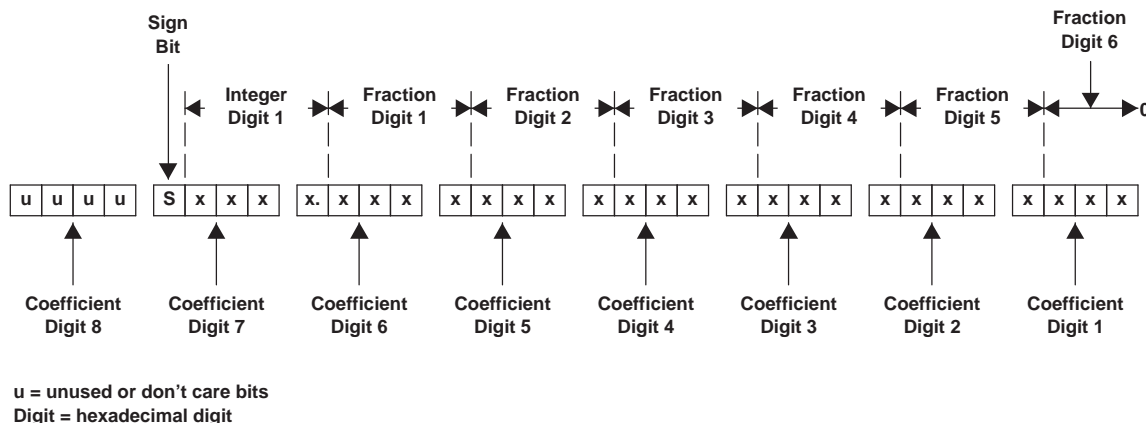 Sign
Bit
Fraction
Digit 6
Integer
Digit 1
Fraction
Digit 1
Fraction
Digit 2
Fraction
Digit 3
Fraction
Digit 4
Fraction
Digit 5
0
u u u u S x x x x. x x x x x x x x x x x x x x x x x x x x x x x
Coefficient
Digit 8
Coefficient
Digit 7
Coefficient
Digit 6
Coefficient
Digit 5
Coefficient
Digit 4
Coefficient
Digit 3
Coefficient
Digit 2
Coefficient
Digit 1
u = unused or don't care bits
Digit = hexadecimal digit